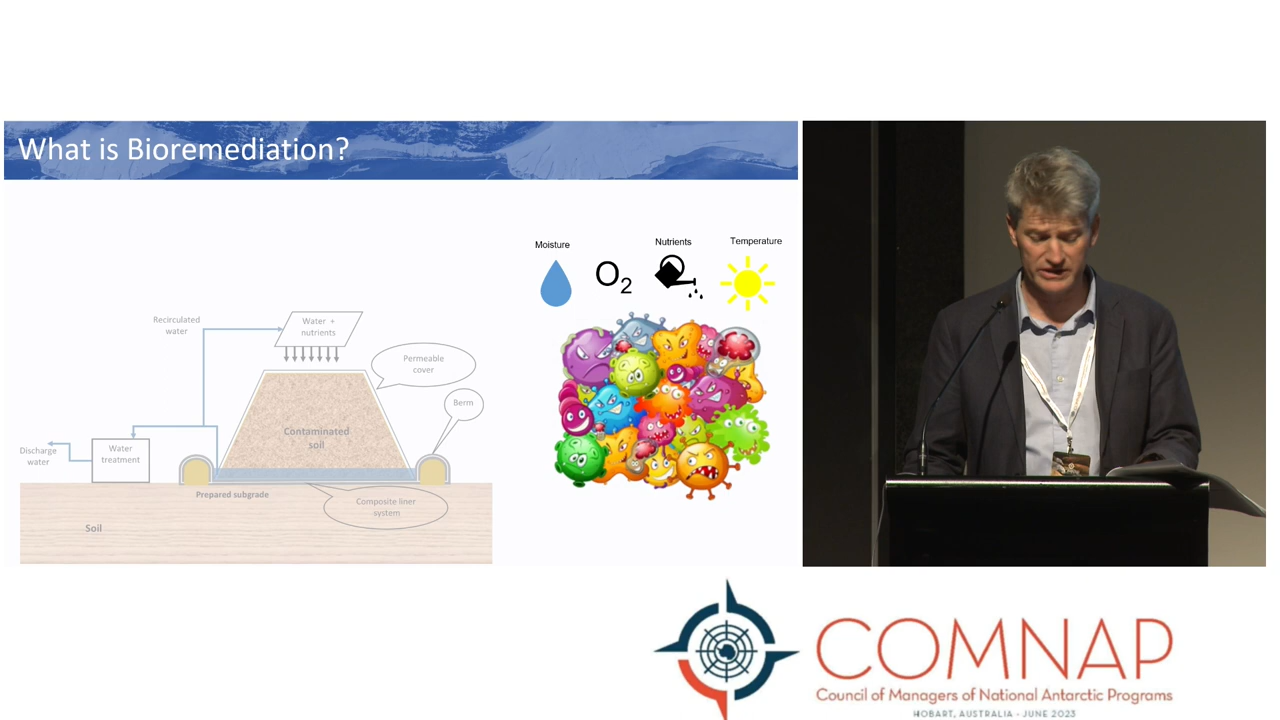 What is Bioremediation?
Moisture
O2
Nutrients
Temperature
Recirculated
water
Water +
nutrients
Permeable
cover
Berm
Contaminated
soil
Discharge
water
Water
treatment
Prepared subgrade
Composite liner
system
Soil
COMNAP
Council of Managers of National Antarctic Programs
HOBART, AUSTRALIA - JUNE 2023